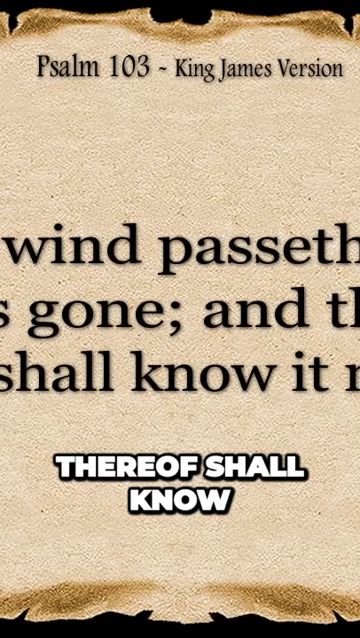 Psalm 103 ~ King James Version
wind passeth
s gone; and th
shall know it n
THEREOF SHALL
KNOW